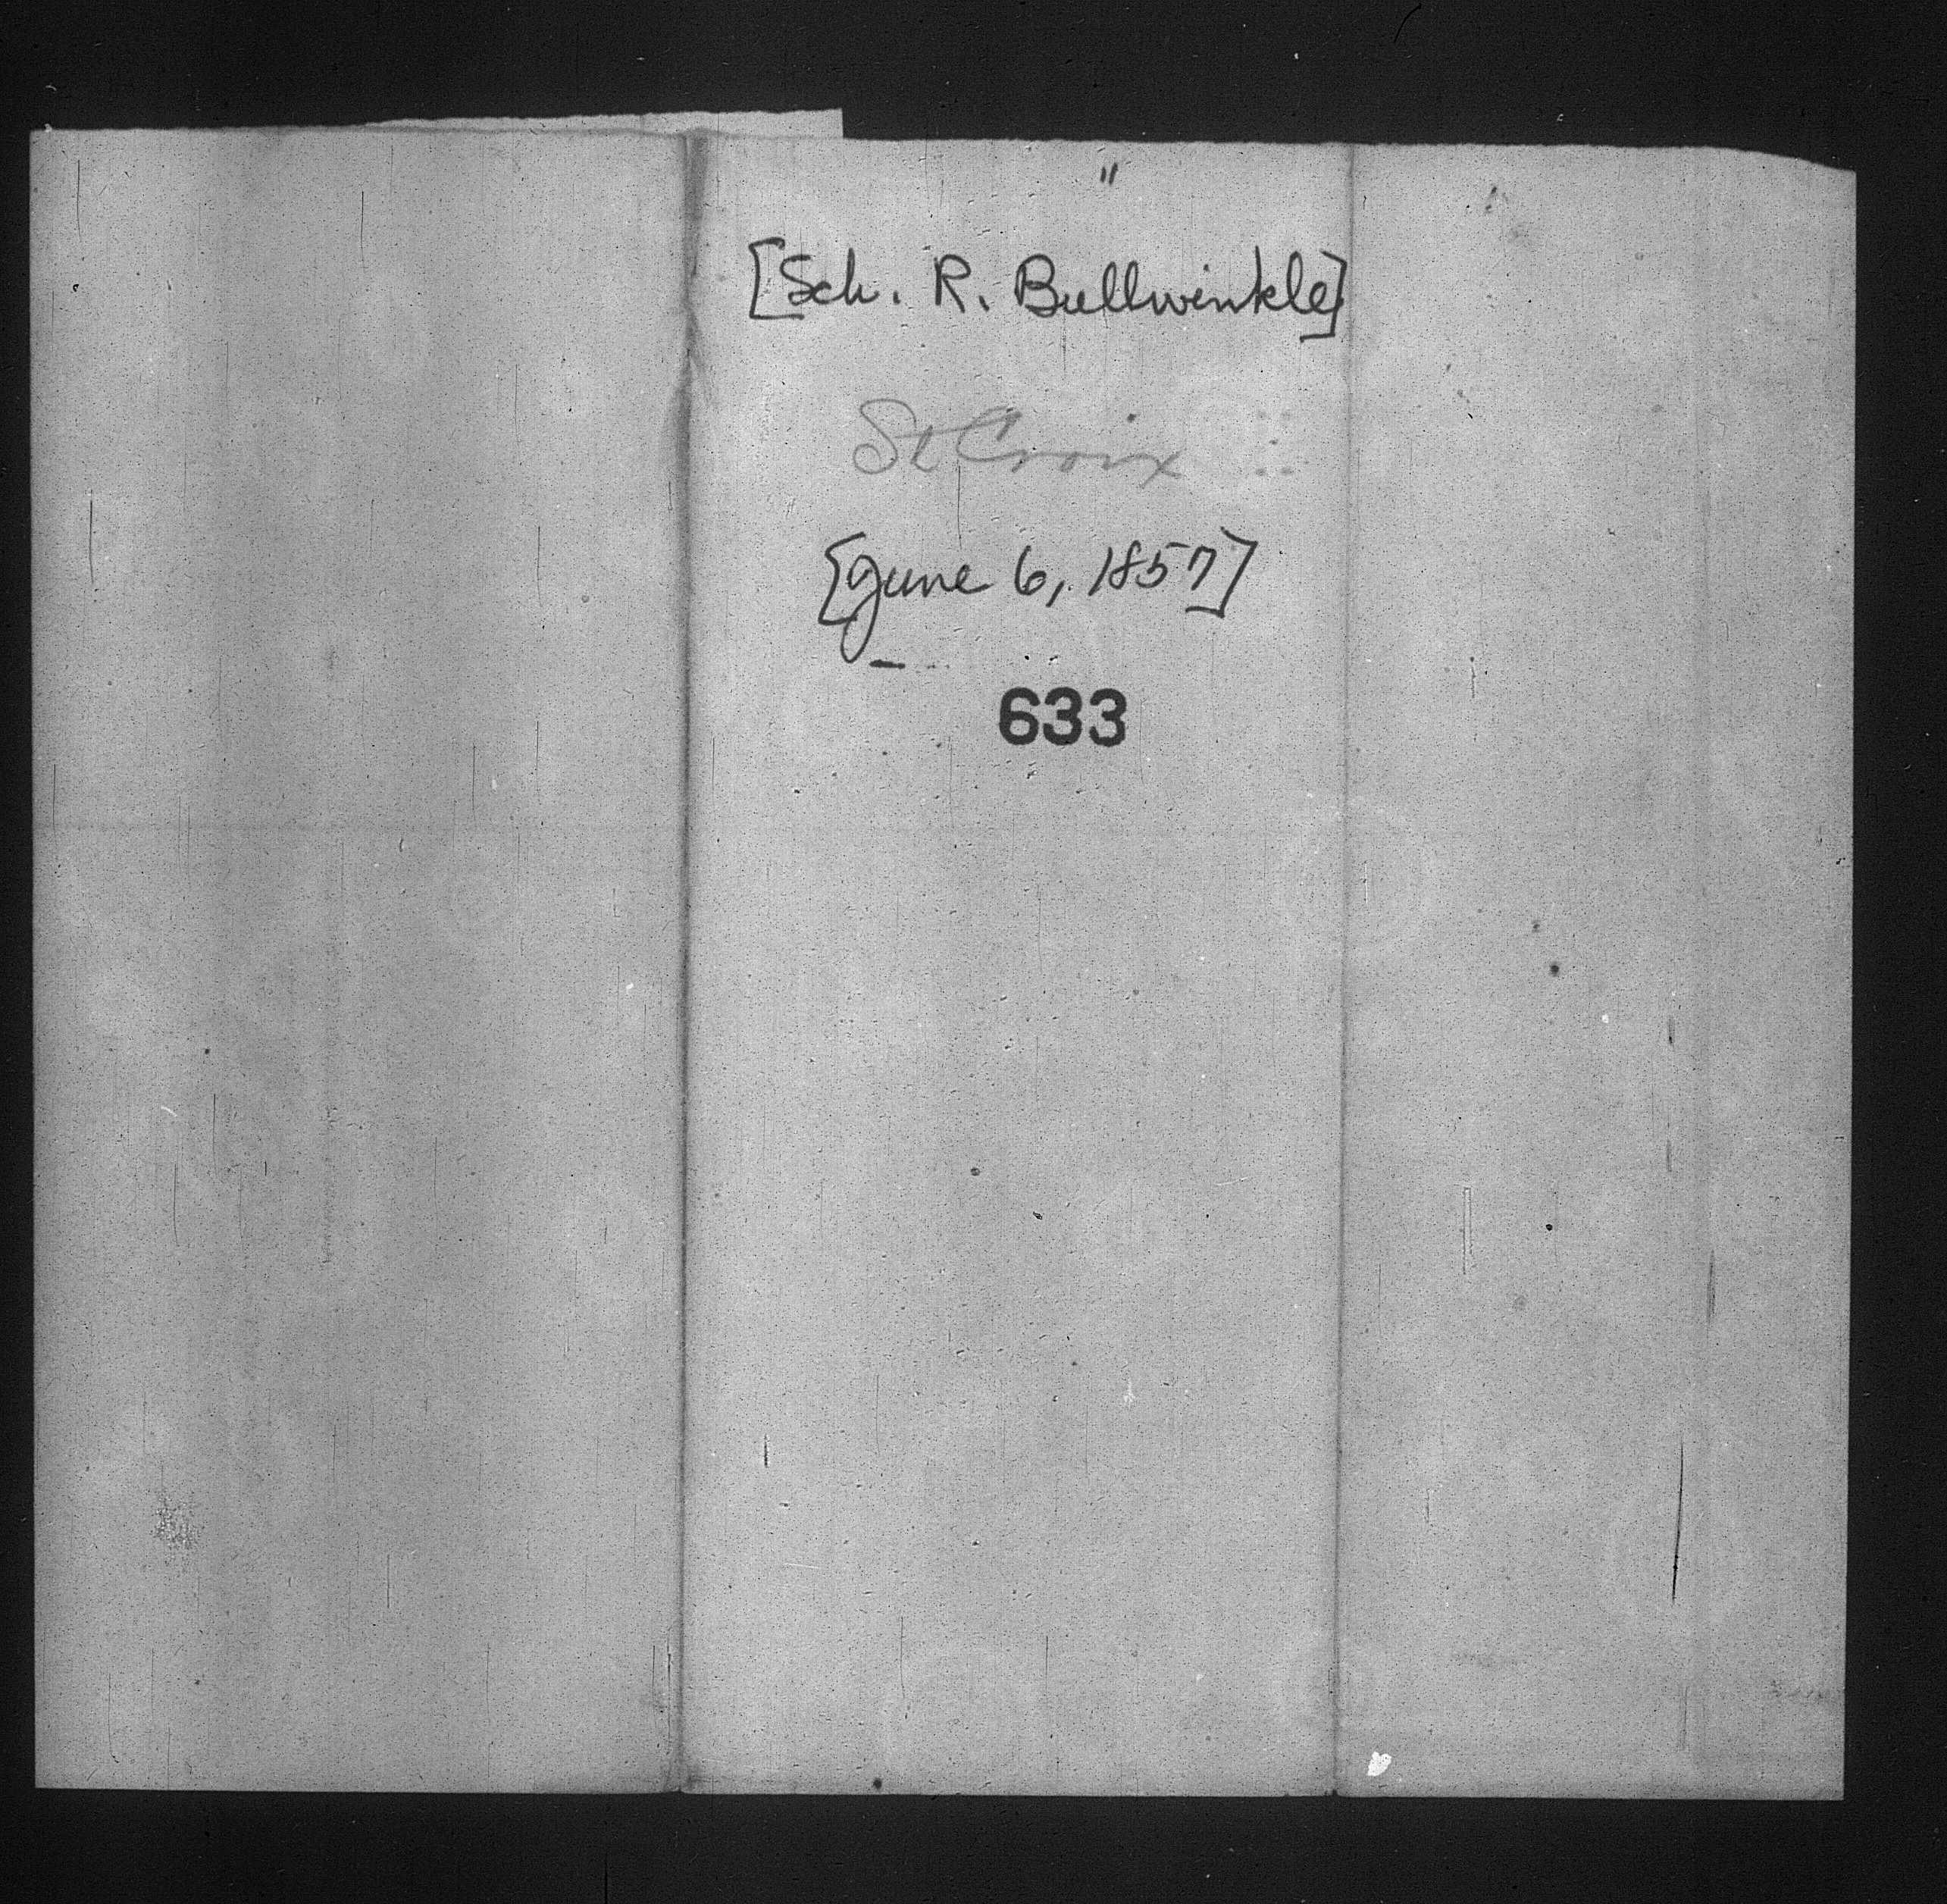 "
[Sch. R. Bullwinkle]
St Croix
[June 6, 1857]
633